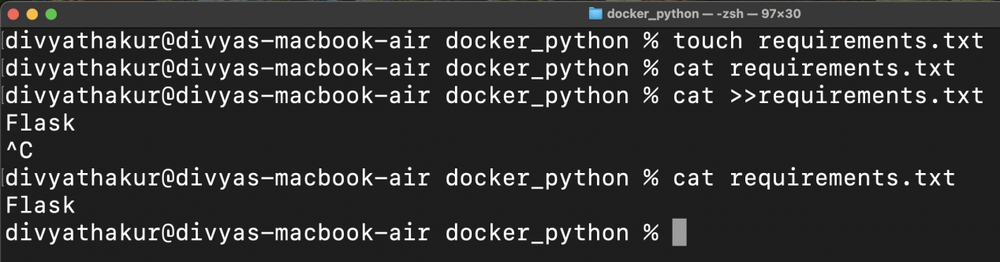 docker_python — -zsh — 97×30
divyathakur@divyas-macbook-air docker_python % touch requirements.txt
divyathakur@divyas-macbook-air docker_python % cat requirements.txt
divyathakur@divyas-macbook-air docker_python % cat >>requirements.txt
Flask
^C
divyathakur@divyas-macbook-air docker_python % cat requirements.txt
Flask
divyathakur@divyas-macbook-air docker_python %